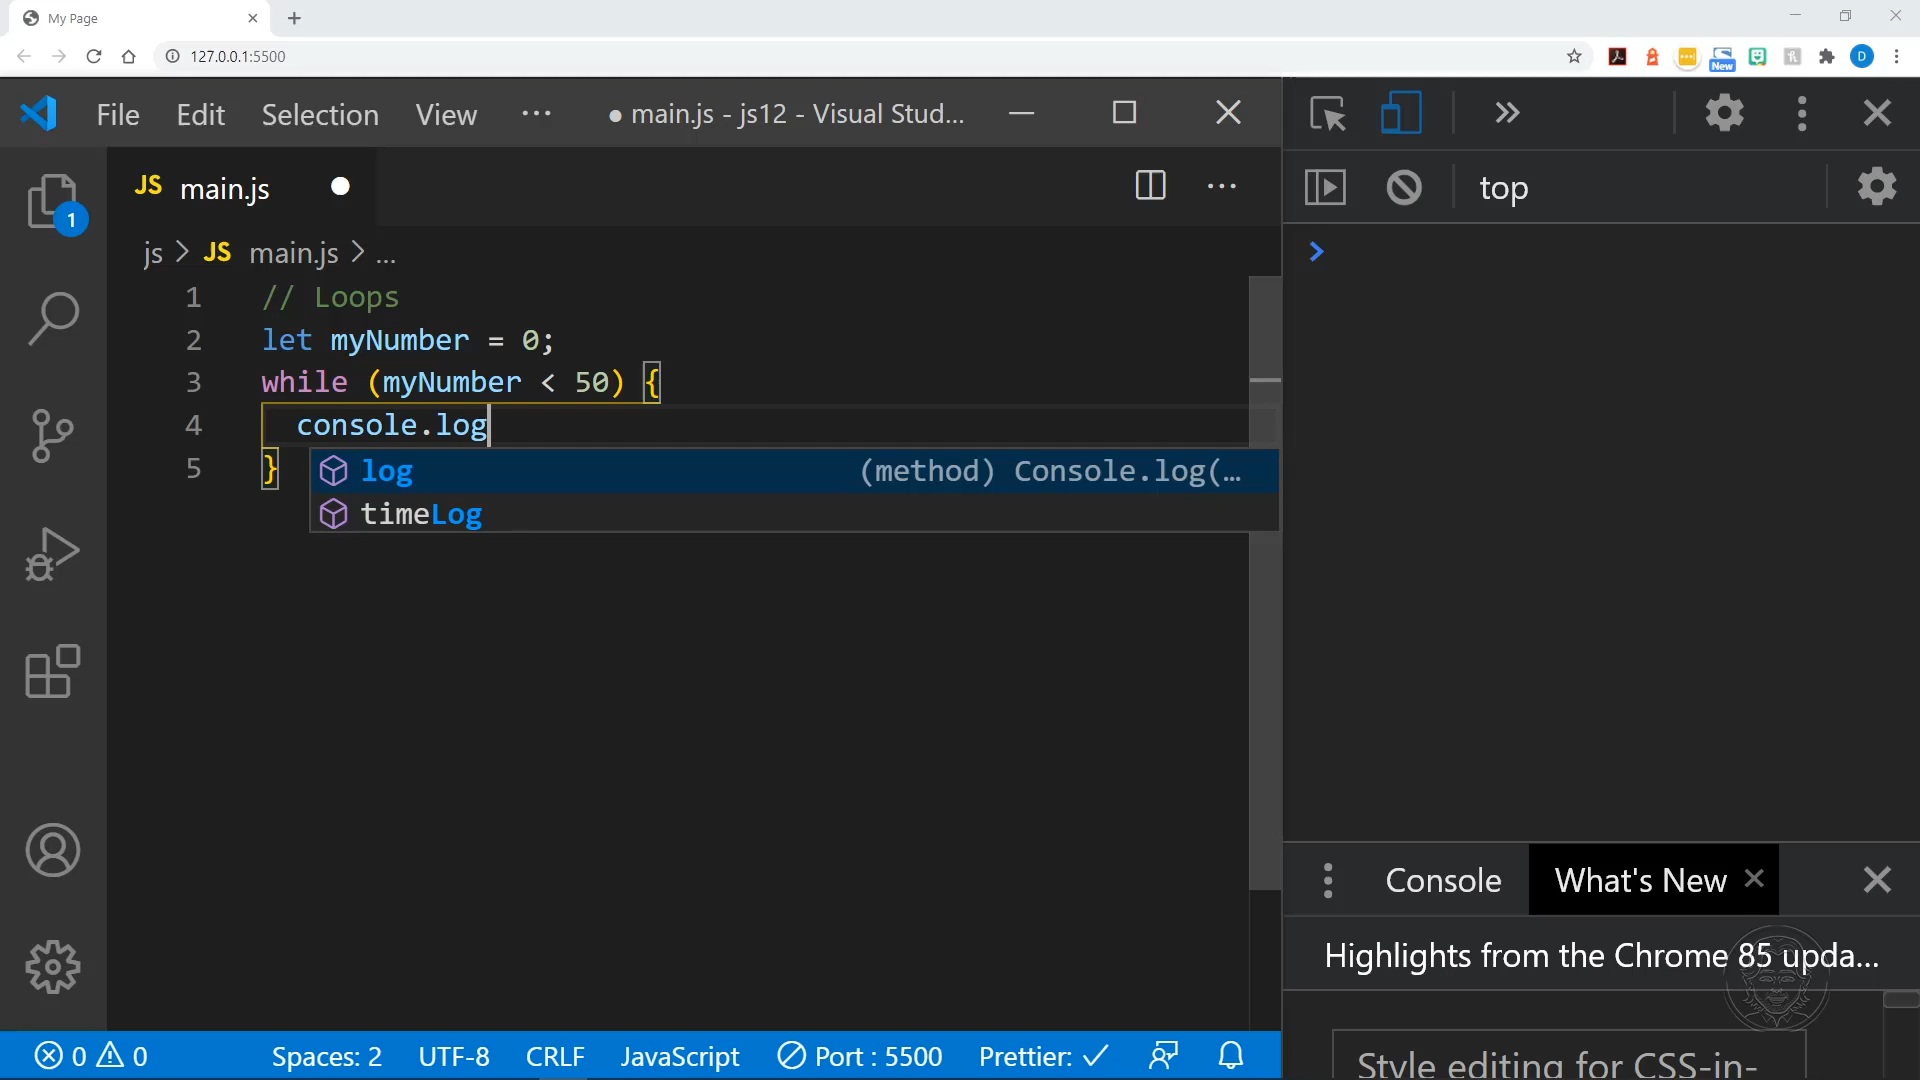 My Page
127.0.0.1:5500
New
D
File Edit Selection View ··· ● main.js - js12 - Visual Stud...
JS main.js
js > JS main.js > ...
1 // Loops
2 let myNumber = 0;
3 while (myNumber < 50) {
4 console.log
5 }
log (method) Console.log(…
timeLog
1
Spaces: 2 UTF-8 CRLF JavaScript Port : 5500 Prettier: ✓
0 0
top
Console What's New
Highlights from the Chrome 85 upda...
Style editing for CSS-in-